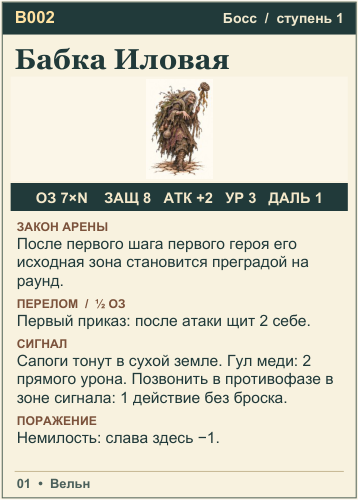 B002
Босс / ступень 1
Бабка Иловая
ОЗ 7×N ЗАЩ 8 АТК +2 УР 3 ДАЛЬ 1
ЗАКОН АРЕНЫ
После первого шага первого героя его
исходная зона становится преградой на
раунд.
ПЕРЕЛОМ / ½ ОЗ
Первый приказ: после атаки щит 2 себе.
СИГНАЛ
Сапоги тонут в сухой земле. Гул меди: 2
прямого урона. Позвонить в противофазе в
зоне сигнала: 1 действие без броска.
ПОРАЖЕНИЕ
Немилость: слава здесь −1.
01 • Вельн